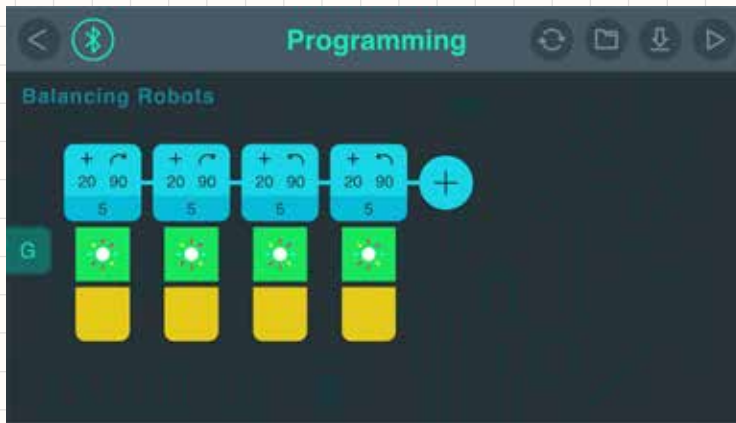 Programming
Balancing Robots
+ + + +
20 90 20 90 20 90 20 90
5 5 5 5
G